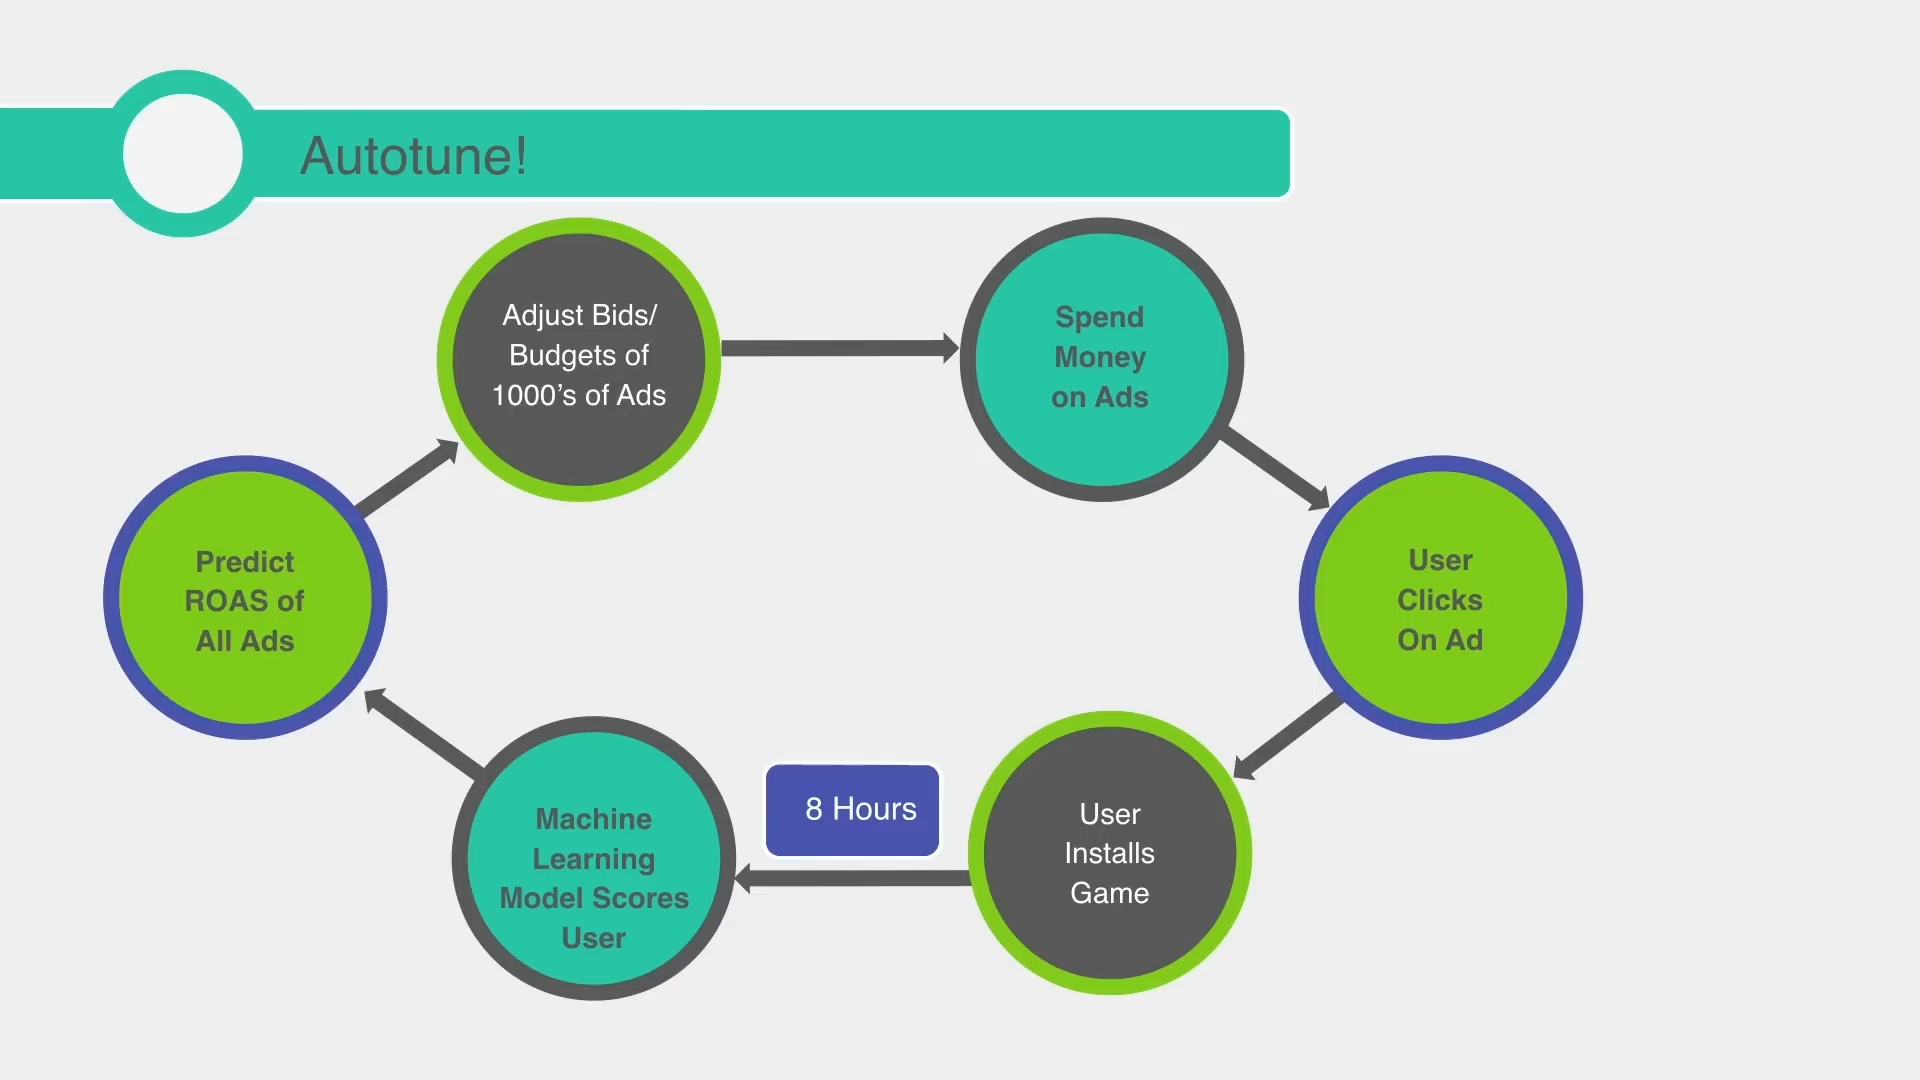 Autotune!
Adjust Bids/
Budgets of
1000’s of Ads
Spend
Money
on Ads
User
Clicks
On Ad
User
Installs
Game
8 Hours
Machine
Learning
Model Scores
User
Predict
ROAS of
All Ads